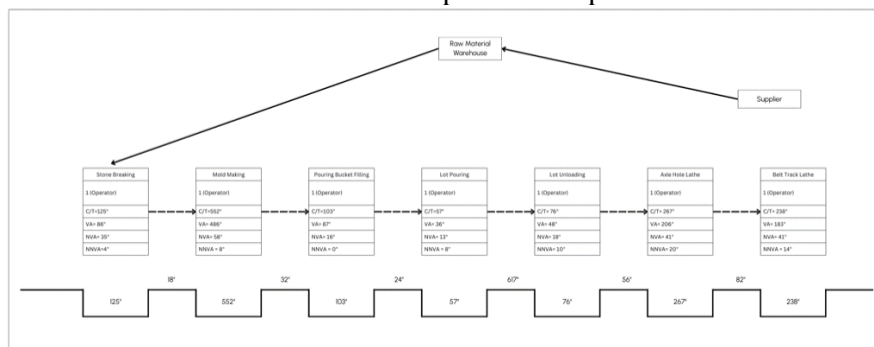 Raw Material
Warehouse
Supplier
Stone Breaking
1 (Operator)
C/T=125"
VA= 86"
NVA= 35"
NNVA=4"
Mold Making
1 (Operator)
C/T=552"
VA= 486"
NVA= 58"
NNVA = 8"
Pouring Bucket Filling
1 (Operator)
C/T=103"
VA= 87"
NVA= 16"
NNVA = 0"
Lot Pouring
1 (Operator)
C/T=57"
VA= 36"
NVA= 13"
NNVA = 8"
Lot Unloading
1 (Operator)
C/T= 76"
VA= 48"
NVA= 18"
NNVA= 10"
Axle Hole Lathe
1 (Operator)
C/T= 267"
VA= 206"
NVA= 41"
NNVA= 20"
Belt Track Lathe
1 (Operator)
C/T= 238"
VA= 183"
NVA= 41"
NNVA = 14"
18"
32"
24"
617"
56"
82"
125"
552"
103"
57"
76"
267"
238"